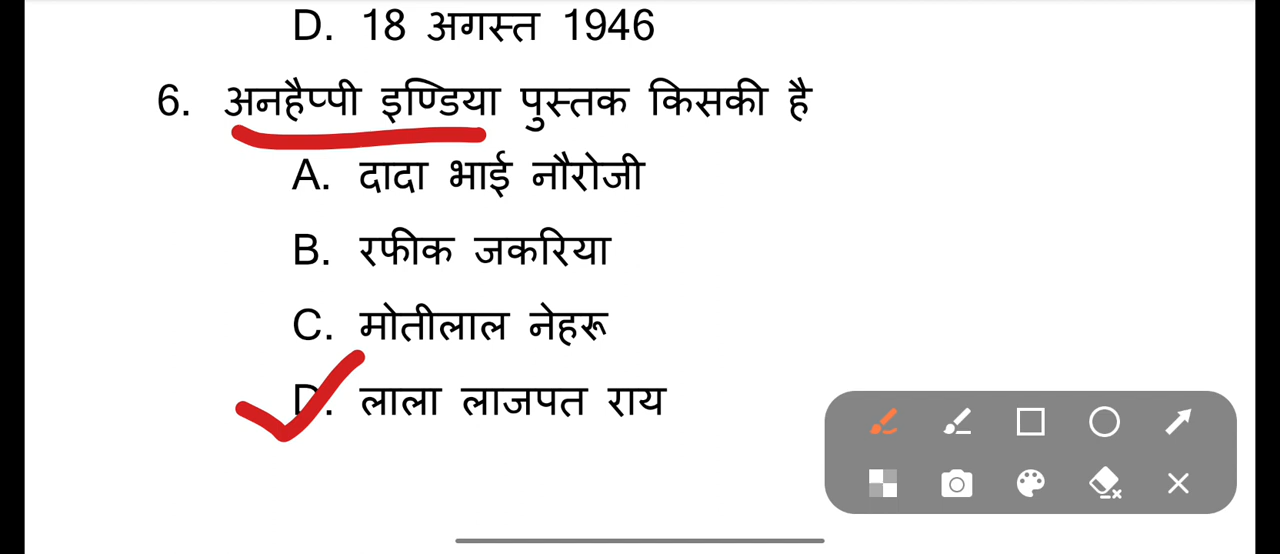 D. 18 अगस्त 1946
6. अनहैप्पी इण्डिया पुस्तक किसकी है
A. दादा भाई नौरोजी
B. रफीक जकरिया
C. मोतीलाल नेहरू
D. लाला लाजपत राय